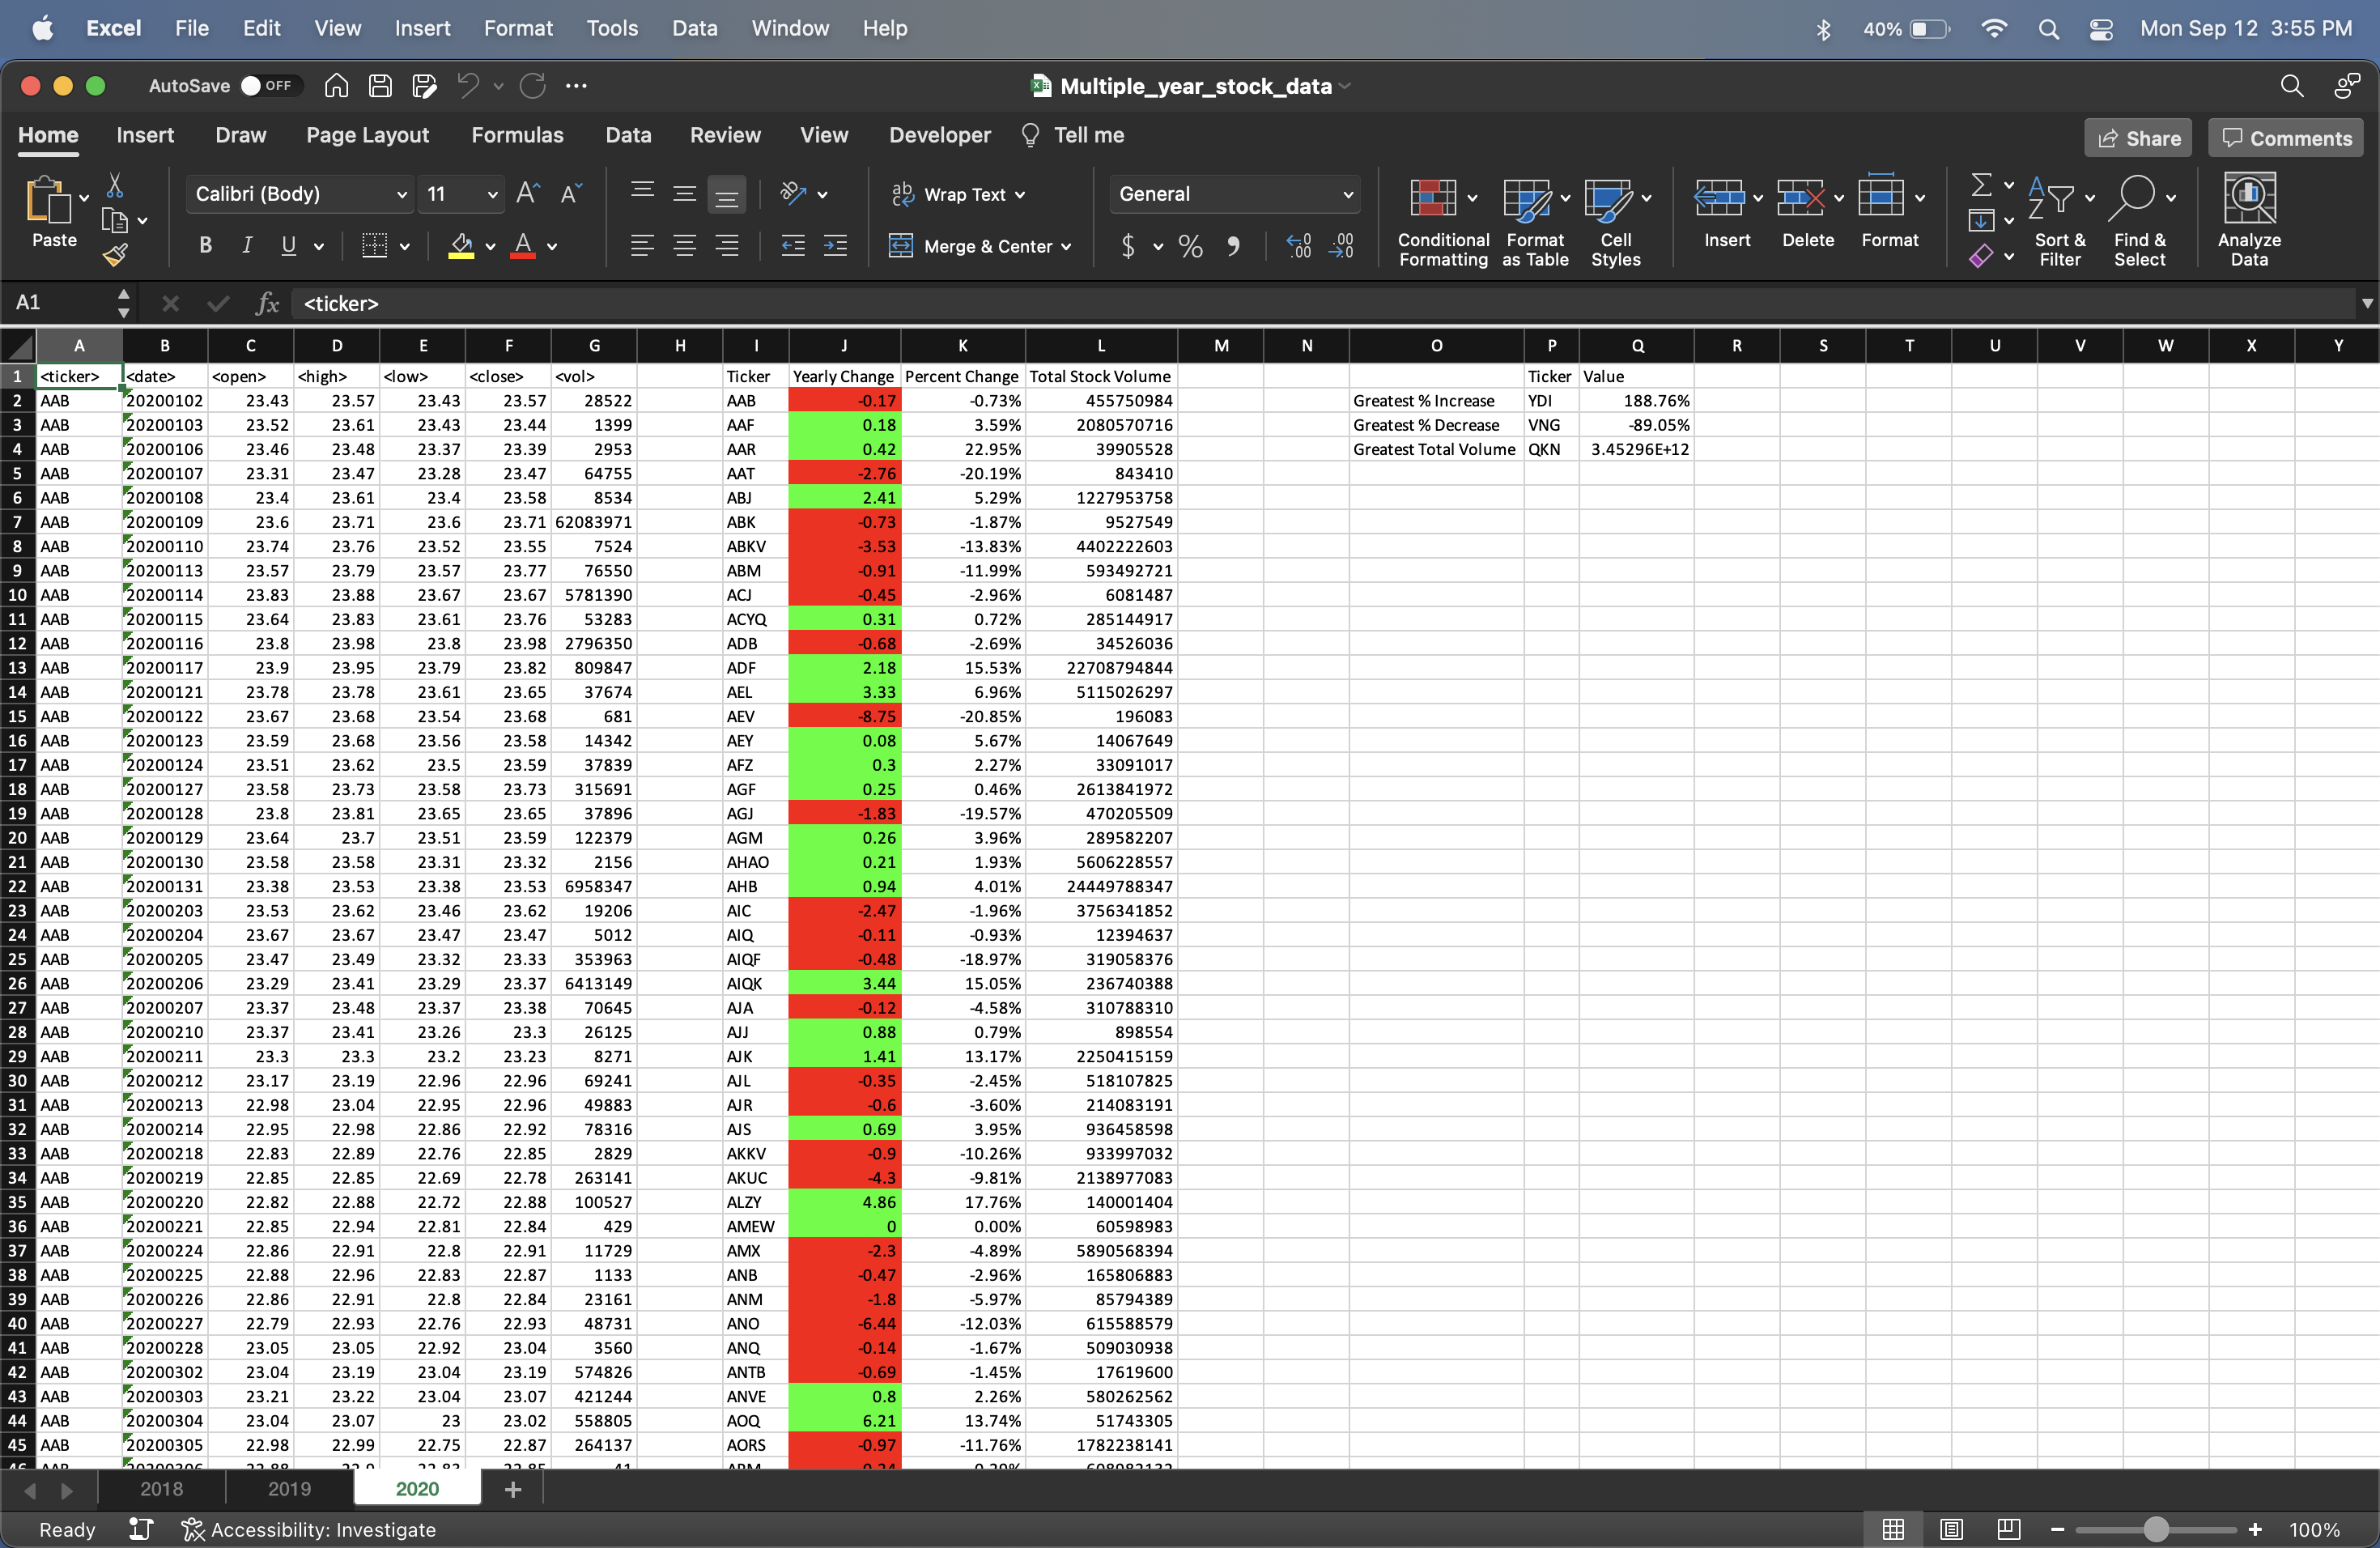 Excel File Edit View Insert Format Tools Data Window Help 40% Mon Sep 12 3:55 PM
AutoSave OFF Multiple_year_stock_data
Home Insert Draw Page Layout Formulas Data Review View Developer Tell me Share Comments
Paste Calibri (Body) 11 Wrap Text General Conditional Formatting Format as Table Cell Styles Insert Delete Format Sort & Filter Find & Select Analyze Data
B I U Merge & Center $ %
A1 fx <ticker>
A B C D E F G H I J K L M N O P Q R S T U V W X Y
1 <ticker> <date> <open> <high> <low> <close> <vol> Ticker Yearly Change Percent Change Total Stock Volume Ticker Value
2 AAB 20200102 23.43 23.57 23.43 23.57 28522 AAB -0.17 -0.73% 455750984 Greatest % Increase YDI 188.76%
3 AAB 20200103 23.52 23.61 23.43 23.44 1399 AAF 0.18 3.59% 2080570716 Greatest % Decrease VNG -89.05%
4 AAB 20200106 23.46 23.48 23.37 23.39 2953 AAR 0.42 22.95% 39905528 Greatest Total Volume QKN 3.45296E+12
5 AAB 20200107 23.31 23.47 23.28 23.47 64755 AAT -2.76 -20.19% 843410
6 AAB 20200108 23.4 23.61 23.4 23.58 8534 ABJ 2.41 5.29% 1227953758
7 AAB 20200109 23.6 23.71 23.6 23.71 62083971 ABK -0.73 -1.87% 9527549
8 AAB 20200110 23.74 23.76 23.52 23.55 7524 ABKV -3.53 -13.83% 4402222603
9 AAB 20200113 23.57 23.79 23.57 23.77 76550 ABM -0.91 -11.99% 593492721
10 AAB 20200114 23.83 23.88 23.67 23.67 5781390 ACJ -0.45 -2.96% 6081487
11 AAB 20200115 23.64 23.83 23.61 23.76 53283 ACYQ 0.31 0.72% 285144917
12 AAB 20200116 23.8 23.98 23.8 23.98 2796350 ADB -0.68 -2.69% 34526036
13 AAB 20200117 23.9 23.95 23.79 23.82 809847 ADF 2.18 15.53% 22708794844
14 AAB 20200121 23.78 23.78 23.61 23.65 37674 AEL 3.33 6.96% 5115026297
15 AAB 20200122 23.67 23.68 23.54 23.68 681 AEV -8.75 -20.85% 196083
16 AAB 20200123 23.59 23.68 23.56 23.58 14342 AEY 0.08 5.67% 14067649
17 AAB 20200124 23.51 23.62 23.5 23.59 37839 AFZ 0.3 2.27% 33091017
18 AAB 20200127 23.58 23.73 23.58 23.73 315691 AGF 0.25 0.46% 2613841972
19 AAB 20200128 23.8 23.81 23.65 23.65 37896 AGJ -1.83 -19.57% 470205509
20 AAB 20200129 23.64 23.7 23.51 23.59 122379 AGM 0.26 3.96% 289582207
21 AAB 20200130 23.58 23.58 23.31 23.32 2156 AHAO 0.21 1.93% 5606228557
22 AAB 20200131 23.38 23.53 23.38 23.53 6958347 AHB 0.94 4.01% 24449788347
23 AAB 20200203 23.53 23.62 23.46 23.62 19206 AIC -2.47 -1.96% 3756341852
24 AAB 20200204 23.67 23.67 23.47 23.47 5012 AIQ -0.11 -0.93% 12394637
25 AAB 20200205 23.47 23.49 23.32 23.33 353963 AIQF -0.48 -18.97% 319058376
26 AAB 20200206 23.29 23.41 23.29 23.37 6413149 AIQK 3.44 15.05% 236740388
27 AAB 20200207 23.37 23.48 23.37 23.38 70645 AJA -0.12 -4.58% 310788310
28 AAB 20200210 23.37 23.41 23.26 23.3 26125 AJJ 0.88 0.79% 898554
29 AAB 20200211 23.3 23.3 23.2 23.23 8271 AJK 1.41 13.17% 2250415159
30 AAB 20200212 23.17 23.19 22.96 22.96 69241 AJL -0.35 -2.45% 518107825
31 AAB 20200213 22.98 23.04 22.95 22.96 49883 AJR -0.6 -3.60% 214083191
32 AAB 20200214 22.95 22.98 22.86 22.92 78316 AJS 0.69 3.95% 936458598
33 AAB 20200218 22.83 22.89 22.76 22.85 2829 AKKV -0.9 -10.26% 933997032
34 AAB 20200219 22.85 22.85 22.69 22.78 263141 AKUC -4.3 -9.81% 2138977083
35 AAB 20200220 22.82 22.88 22.72 22.88 100527 ALZY 4.86 17.76% 140001404
36 AAB 20200221 22.85 22.94 22.81 22.84 429 AMEW 0 0.00% 60598983
37 AAB 20200224 22.86 22.91 22.8 22.91 11729 AMX -2.3 -4.89% 5890568394
38 AAB 20200225 22.88 22.96 22.83 22.87 1133 ANB -0.47 -2.96% 165806883
39 AAB 20200226 22.86 22.91 22.8 22.84 23161 ANM -1.8 -5.97% 85794389
40 AAB 20200227 22.79 22.93 22.76 22.93 48731 ANO -6.44 -12.03% 615588579
41 AAB 20200228 23.05 23.05 22.92 23.04 3560 ANQ -0.14 -1.67% 509030938
42 AAB 20200302 23.04 23.19 23.04 23.19 574826 ANTB -0.69 -1.45% 17619600
43 AAB 20200303 23.21 23.22 23.04 23.07 421244 ANVE 0.8 2.26% 580262562
44 AAB 20200304 23.04 23.07 23 23.02 558805 AOQ 6.21 13.74% 51743305
45 AAB 20200305 22.98 22.99 22.75 22.87 264137 AORS -0.97 -11.76% 1782238141
2018 2019 2020 +
Ready Accessibility: Investigate 100%